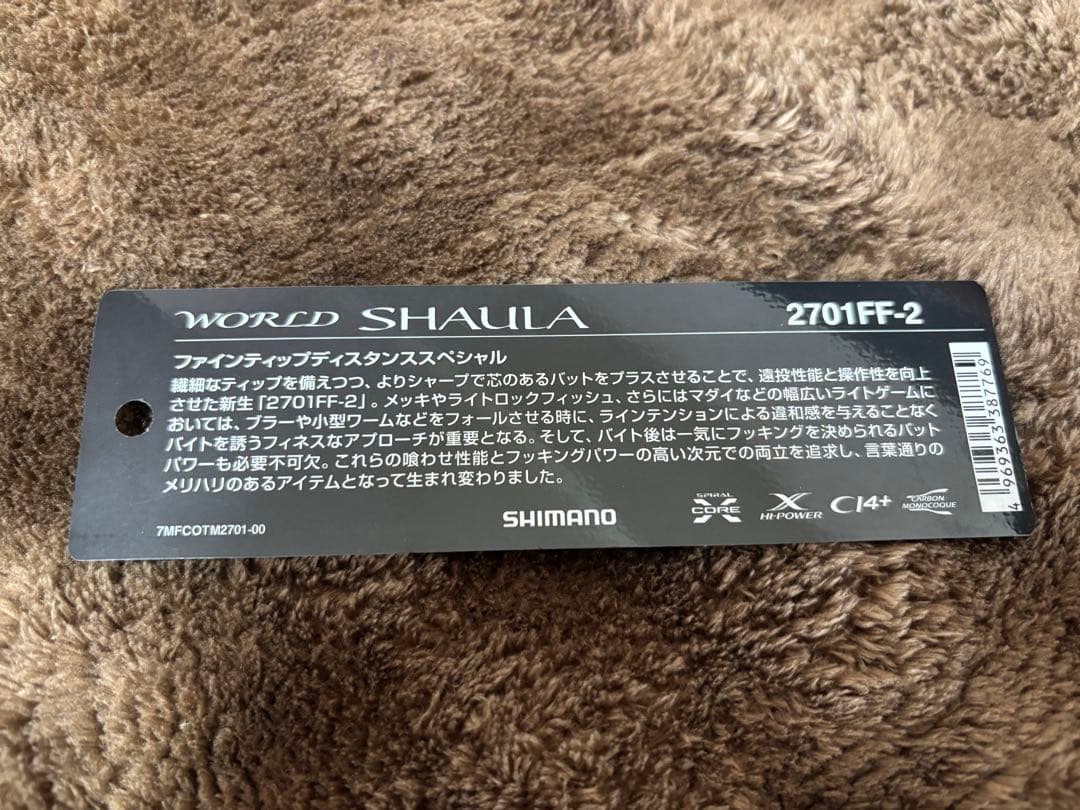 WORLD SHAULA 2701FF-2
ファインティップディスタンススペシャル
繊細なティップを備えつつ、よりシャープで芯のあるバットをプラスさせることで、遠投性能と操作性を向上
させた新生「2701FF-2」。メッキやライトロックフィッシュ、さらにはマダイなどの幅広いライトゲームに
おいては、プラーや小型ワームなどをフォールさせる時に、ラインテンションによる違和感を与えることなく
バイトを誘うフィネスなアプローチが重要となる。そして、バイト後は一気にフッキングを決められるバット
パワーも必要不可欠。これらの喰わせ性能とフッキングパワーの高い次元での両立を追求し、言葉通りの
メリハリのあるアイテムとなって生まれ変わりました。
7MFCOTM2701-00
SHIMANO
SPIRAL X CORE
X HI-POWER
CI4+
CARBON MONOCOQUE
4 969363 387769